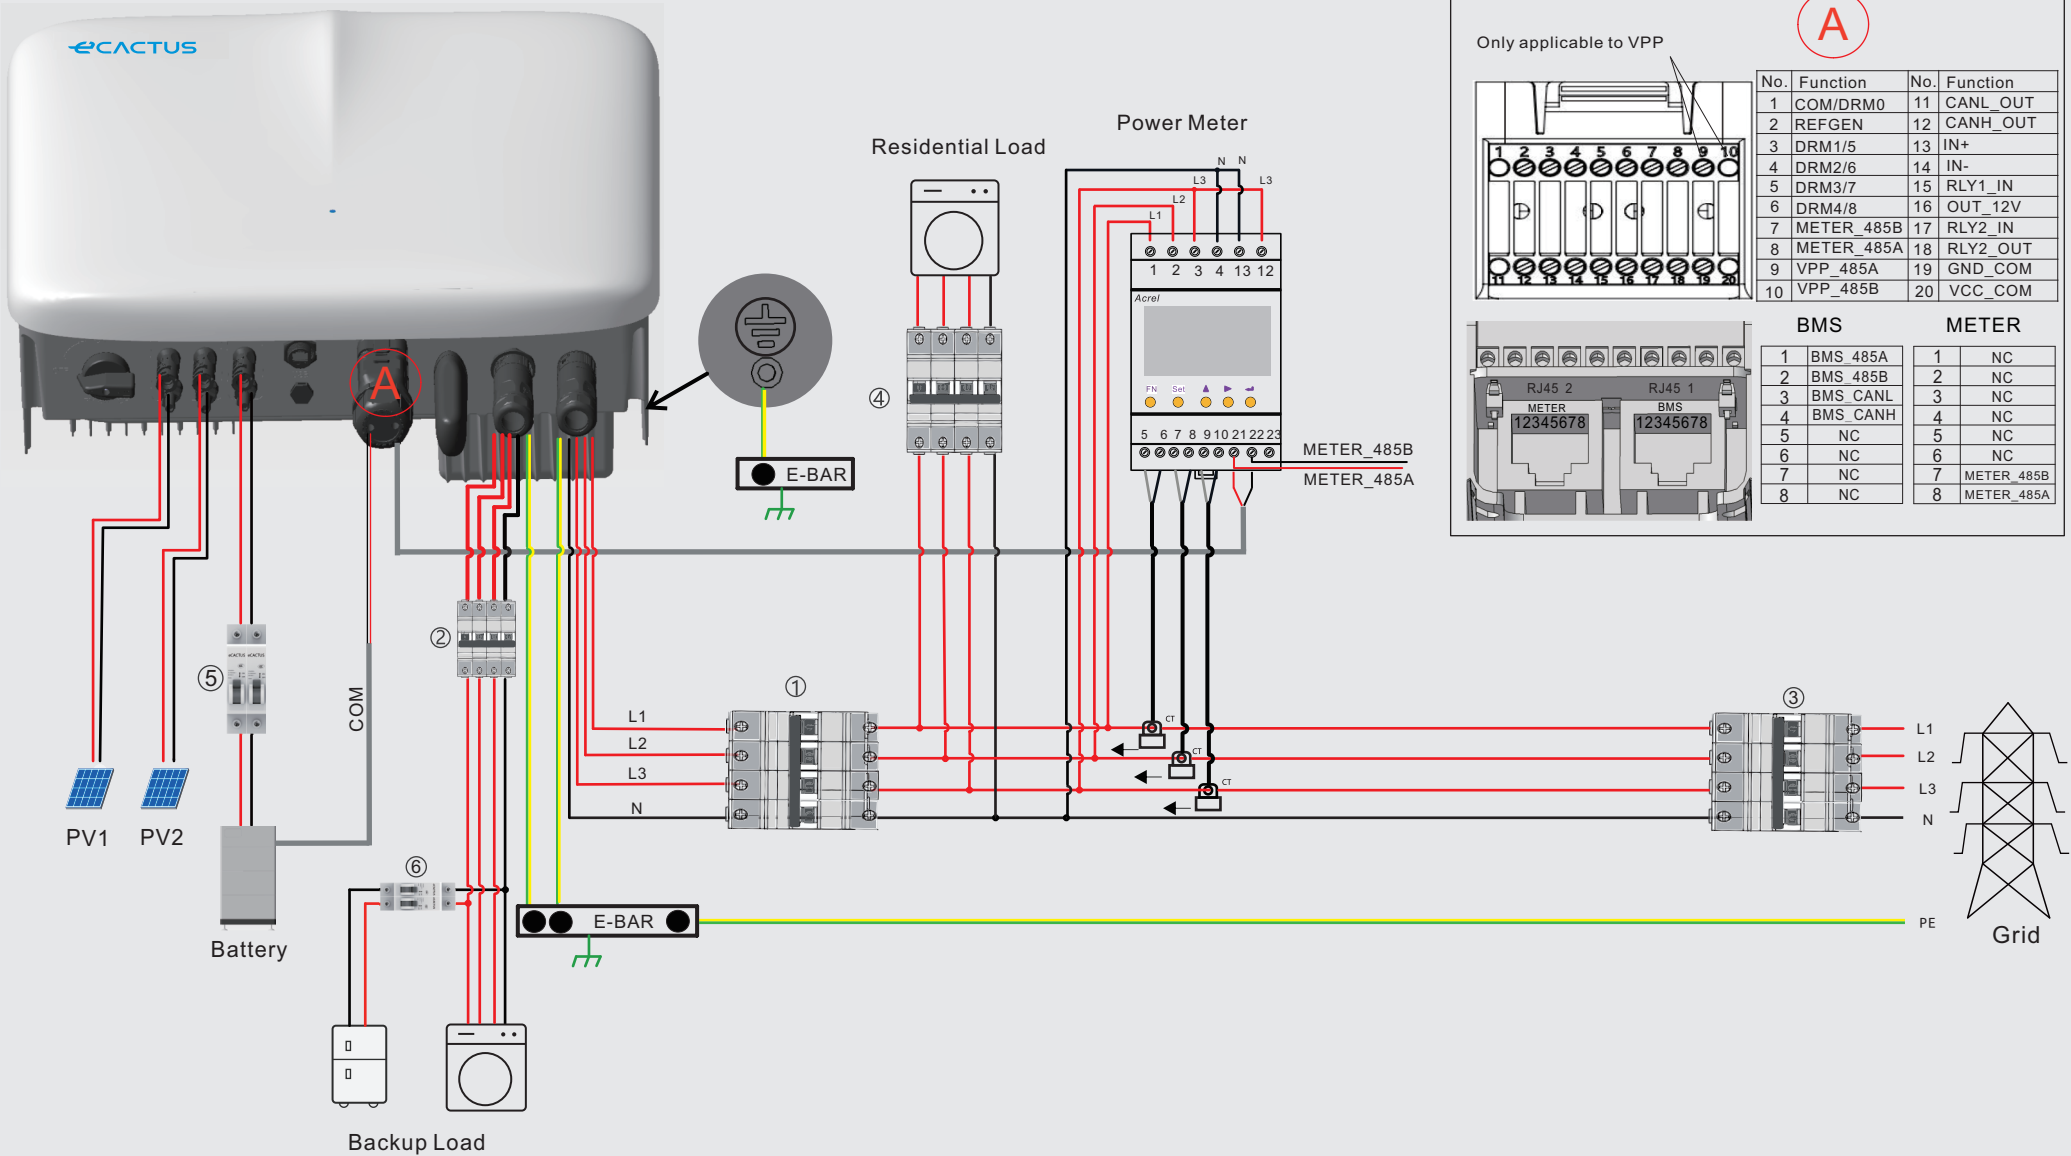 eCACTUS
A
Residential Load
Power Meter
N N
L3 L3
L2
L1
1 2 3 4 13 12
Acrel
FN Set
5 6 7 8 9 10 21 22 23
METER_485B
METER_485A
E-BAR
④
②
⑤
COM
①
③
⑥
L1
L2
L3
N
CT
CT
CT
L1
L2
L3
N
PE
Grid
PV1 PV2
eCACTUS eCACTUS
Battery
E-BAR
Backup Load
A
Only applicable to VPP
1 2 3 4 5 6 7 8 9 10
11 12 13 14 15 16 17 18 19 20
No. Function No. Function
1 COM/DRM0 11 CANL_OUT
2 REFGEN 12 CANH_OUT
3 DRM1/5 13 IN+
4 DRM2/6 14 IN-
5 DRM3/7 15 RLY1_IN
6 DRM4/8 16 OUT_12V
7 METER_485B 17 RLY2_IN
8 METER_485A 18 RLY2_OUT
9 VPP_485A 19 GND_COM
10 VPP_485B 20 VCC_COM
RJ45 2 RJ45 1
METER BMS
12345678 12345678
BMS
1 BMS_485A
2 BMS_485B
3 BMS_CANL
4 BMS_CANH
5 NC
6 NC
7 NC
8 NC
METER
1 NC
2 NC
3 NC
4 NC
5 NC
6 NC
7 METER_485B
8 METER_485A